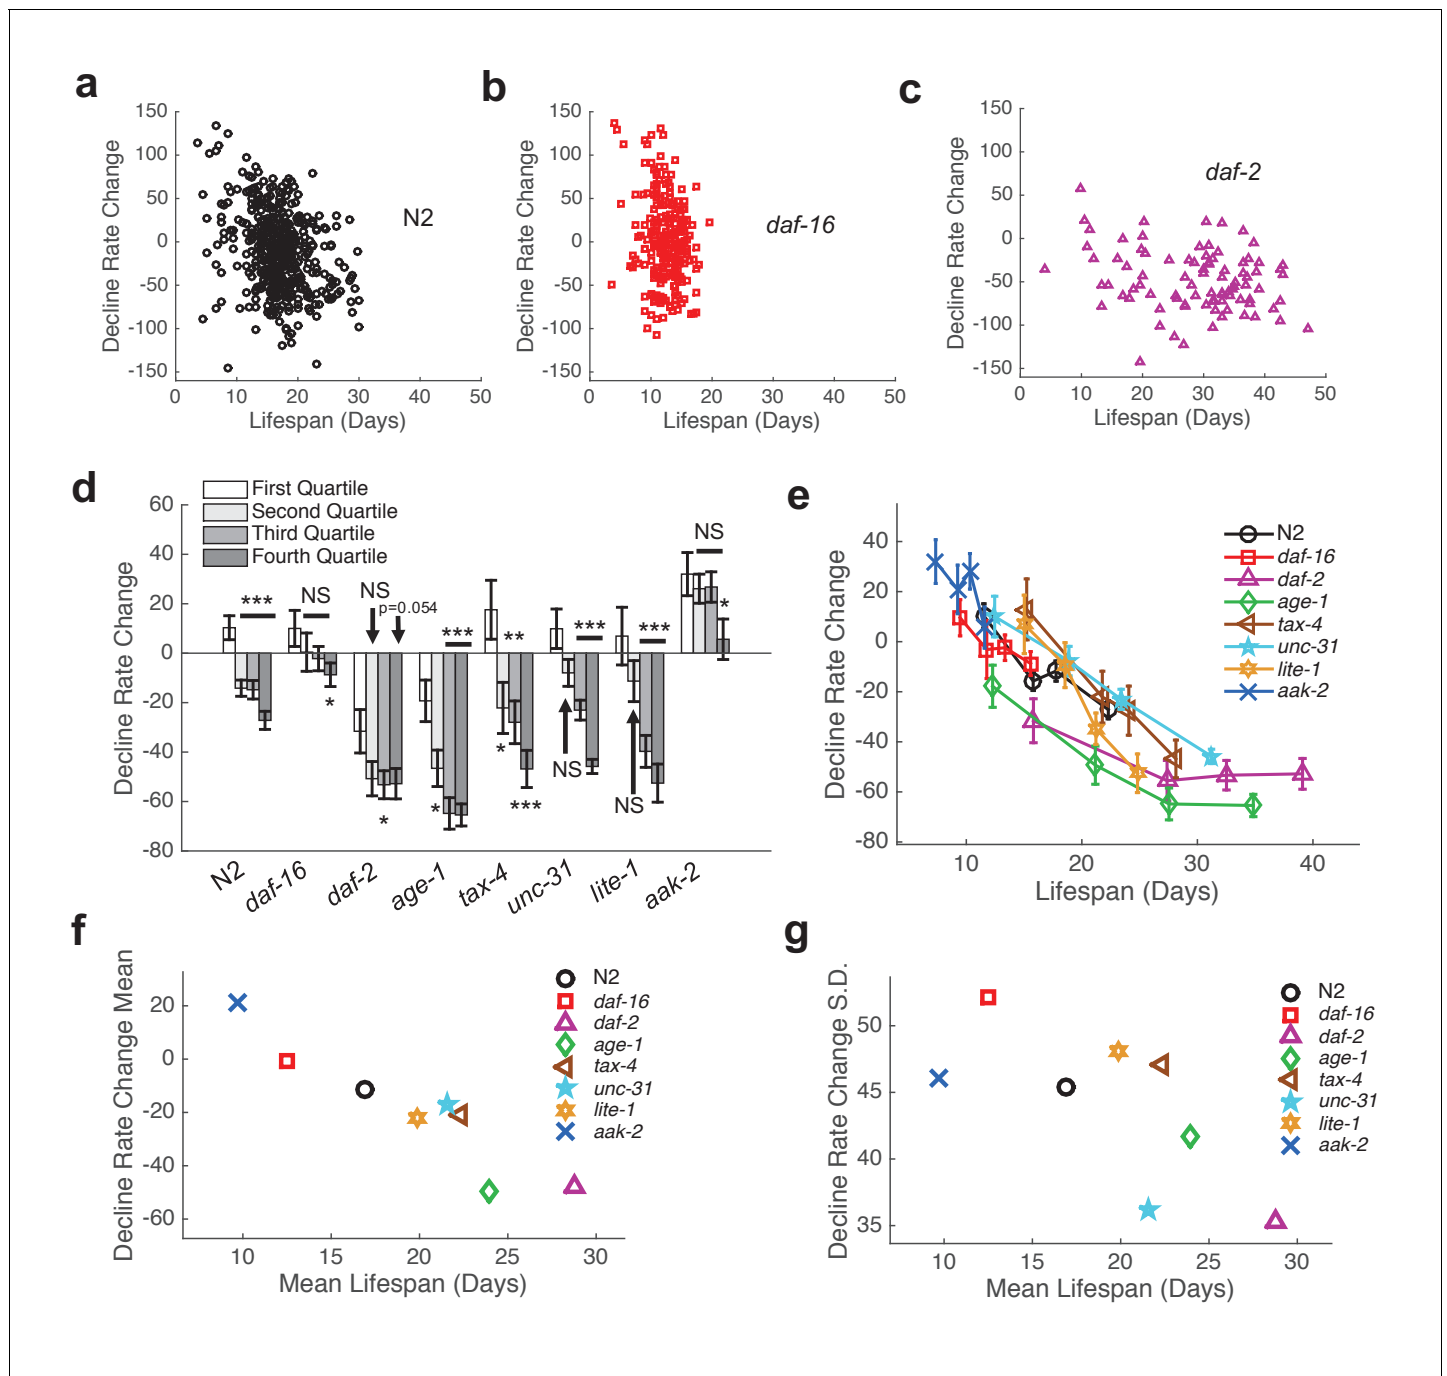 a
150
100
50
0
-50
-100
-150
0 10 20 30 40 50
Decline Rate Change
Lifespan (Days)
N2
b
150
100
50
0
-50
-100
-150
0 10 20 30 40 50
Decline Rate Change
Lifespan (Days)
daf-16
c
150
100
50
0
-50
-100
-150
0 10 20 30 40 50
Decline Rate Change
Lifespan (Days)
daf-2
d
First Quartile
Second Quartile
Third Quartile
Fourth Quartile
60
40
20
0
-20
-40
-60
-80
Decline Rate Change
***
NS
*
NS
p=0.054
*
***
*
**
*
***
***
NS
***
NS
NS
*
N2
daf-16
daf-2
age-1
tax-4
unc-31
lite-1
aak-2
e
40
20
0
-20
-40
-60
-80
10 20 30 40
Decline Rate Change
Lifespan (Days)
N2
daf-16
daf-2
age-1
tax-4
unc-31
lite-1
aak-2
f
20
0
-20
-40
-60
10 15 20 25 30
Decline Rate Change Mean
Mean Lifespan (Days)
N2
daf-16
daf-2
age-1
tax-4
unc-31
lite-1
aak-2
g
50
45
40
35
10 15 20 25 30
Decline Rate Change S.D.
Mean Lifespan (Days)
N2
daf-16
daf-2
age-1
tax-4
unc-31
lite-1
aak-2